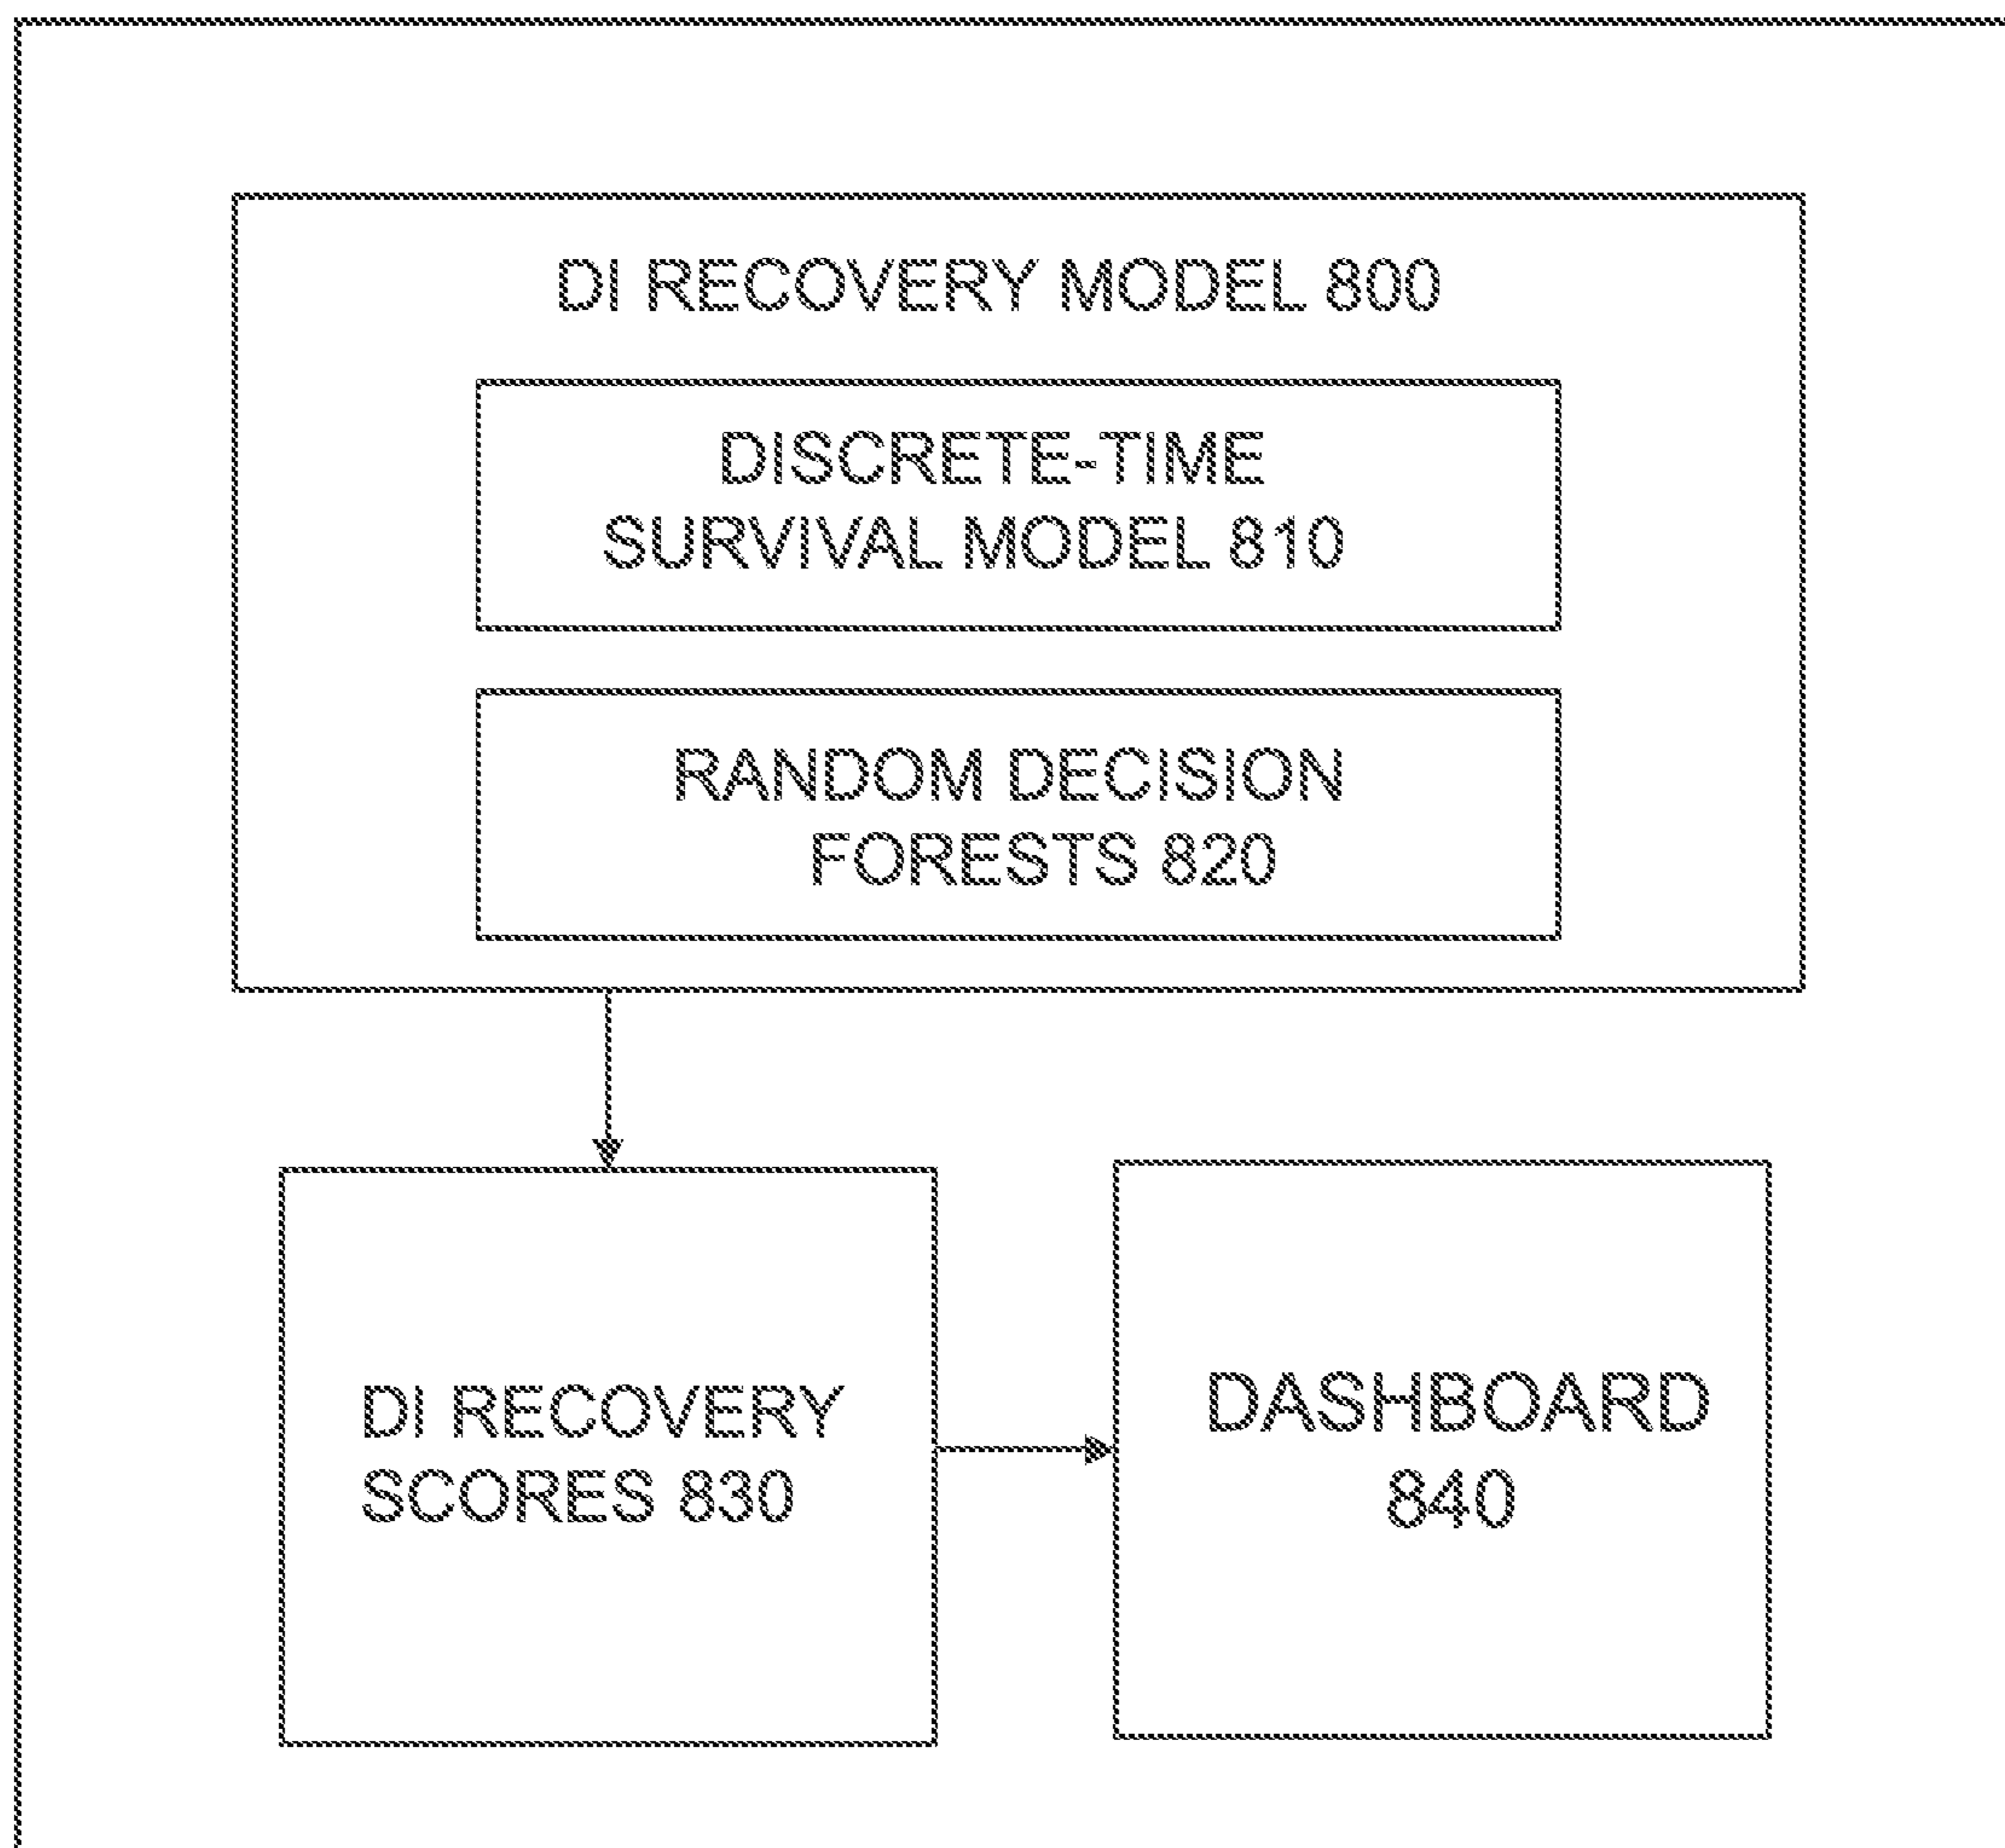 DI RECOVERY MODEL 800
DISCRETE-TIME
SURVIVAL MODEL 810
RANDOM DECISION
FORESTS 820
DI RECOVERY
SCORES 830
DASHBOARD
840